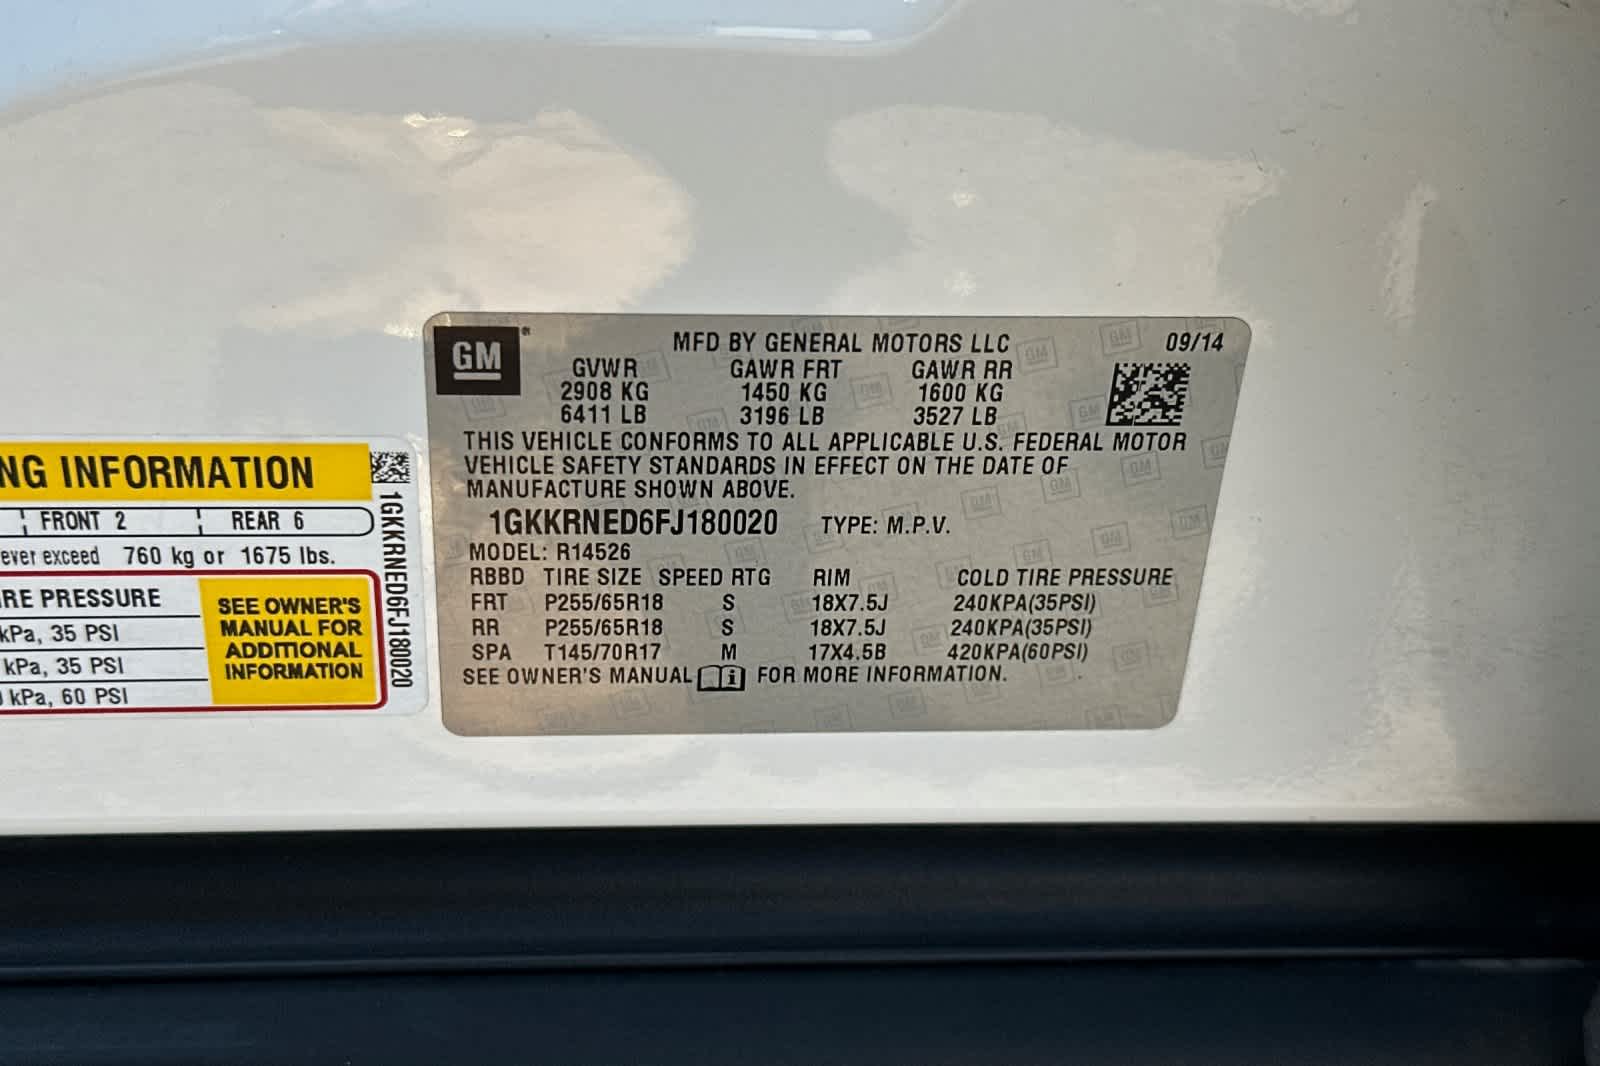 NG INFORMATION
FRONT 2
REAR 6
ever exceed 760 kg or 1675 lbs.
RE PRESSURE
kPa, 35 PSI
kPa, 35 PSI
kPa, 60 PSI
SEE OWNER'S
MANUAL FOR
ADDITIONAL
INFORMATION
1GKKRNED6FJ180020
GM
MFD BY GENERAL MOTORS LLC 09/14
GVWR GAWR FRT GAWR RR
2908 KG 1450 KG 1600 KG
6411 LB 3196 LB 3527 LB
THIS VEHICLE CONFORMS TO ALL APPLICABLE U.S. FEDERAL MOTOR
VEHICLE SAFETY STANDARDS IN EFFECT ON THE DATE OF
MANUFACTURE SHOWN ABOVE.
1GKKRNED6FJ180020 TYPE: M.P.V.
MODEL: R14526
RBBD TIRE SIZE SPEED RTG RIM COLD TIRE PRESSURE
FRT P255/65R18 S 18X7.5J 240KPA(35PSI)
RR P255/65R18 S 18X7.5J 240KPA(35PSI)
SPA T145/70R17 M 17X4.5B 420KPA(60PSI)
SEE OWNER'S MANUAL FOR MORE INFORMATION.